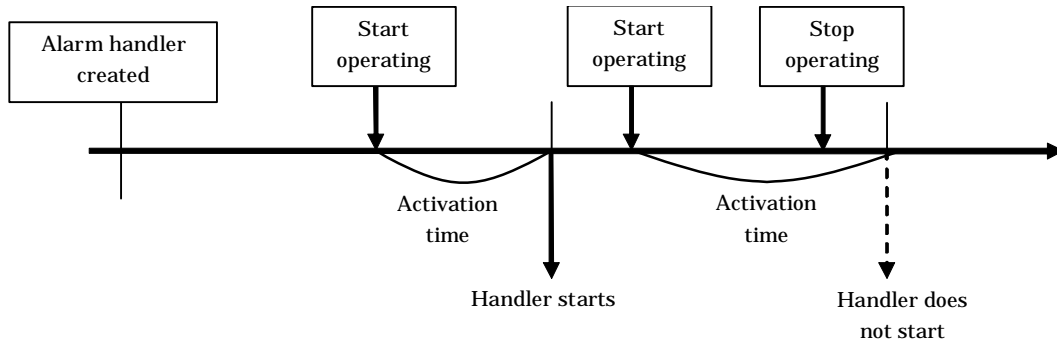 Alarm handler
created
Start
operating
Start
operating
Stop
operating
Activation
time
Activation
time
Handler starts
Handler does
not start